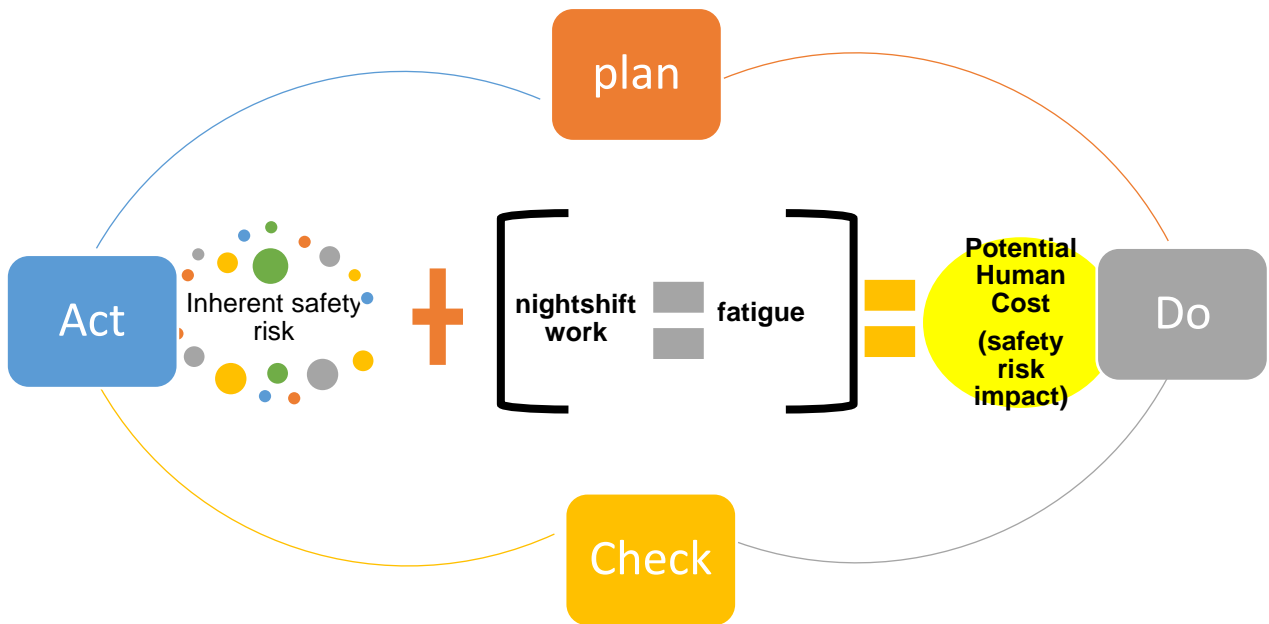 plan
Act
Inherent safety
risk
nightshift
work
fatigue
Potential
Human
Cost
(safety
risk
impact)
Do
Check